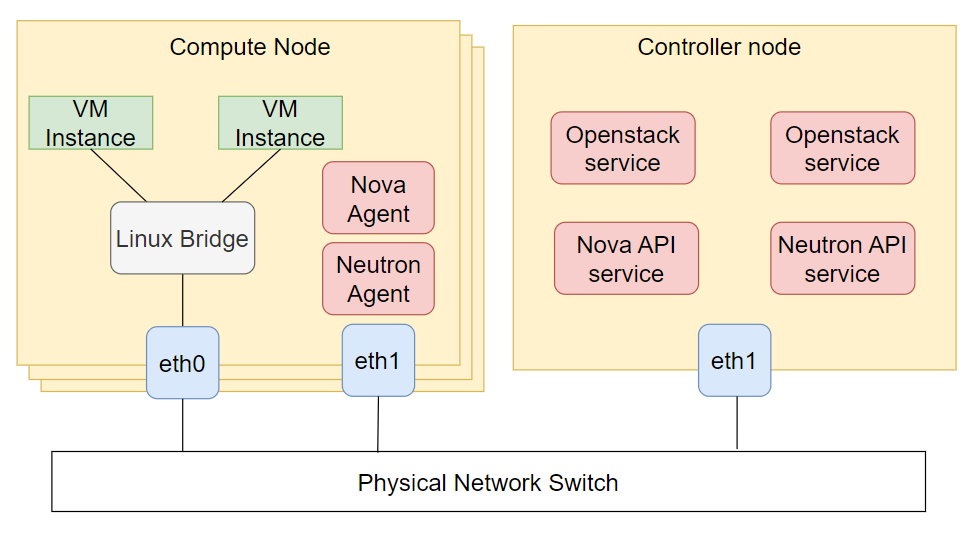 Compute Node
VM
Instance
VM
Instance
Nova
Agent
Linux Bridge
Neutron
Agent
eth0
eth1
Controller node
Openstack
service
Openstack
service
Nova API
service
Neutron API
service
eth1
Physical Network Switch